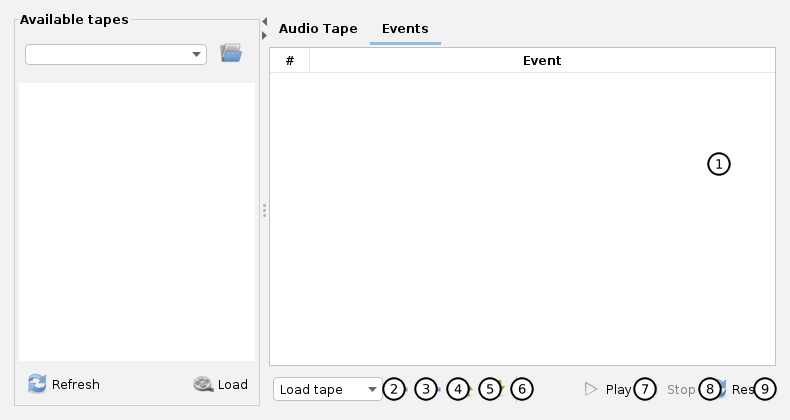 Available tapes
Audio Tape
Events
#
Event
1
Refresh
Load
Load tape
2
3
4
5
6
Play
7
Stop
8
Res
9